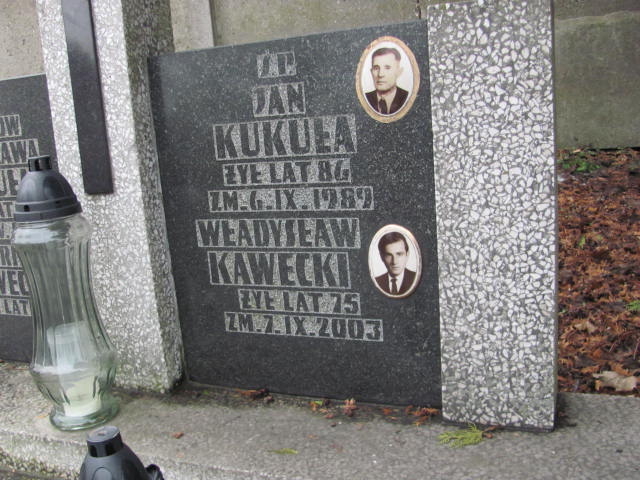 Ś.P.
JAN
KUKUŁA
ŻYŁ LAT 86
ZM. 6. IX. 1989
WŁADYSŁAW
KAWECKI
ŻYŁ LAT 75
ZM. 7. IX. 2003